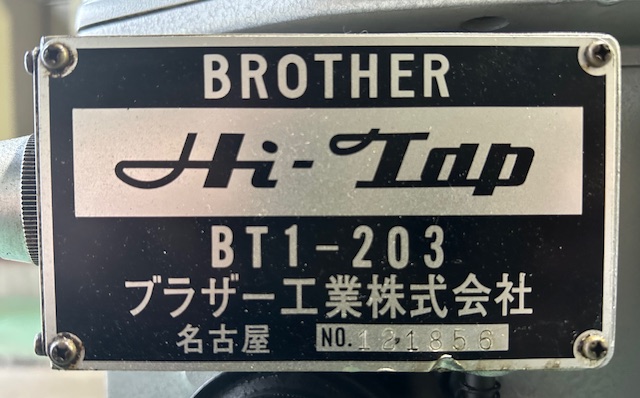 BROTHER
Hi-Tap
BT1-203
ブラザー工業株式会社
名古屋 NO. 121856